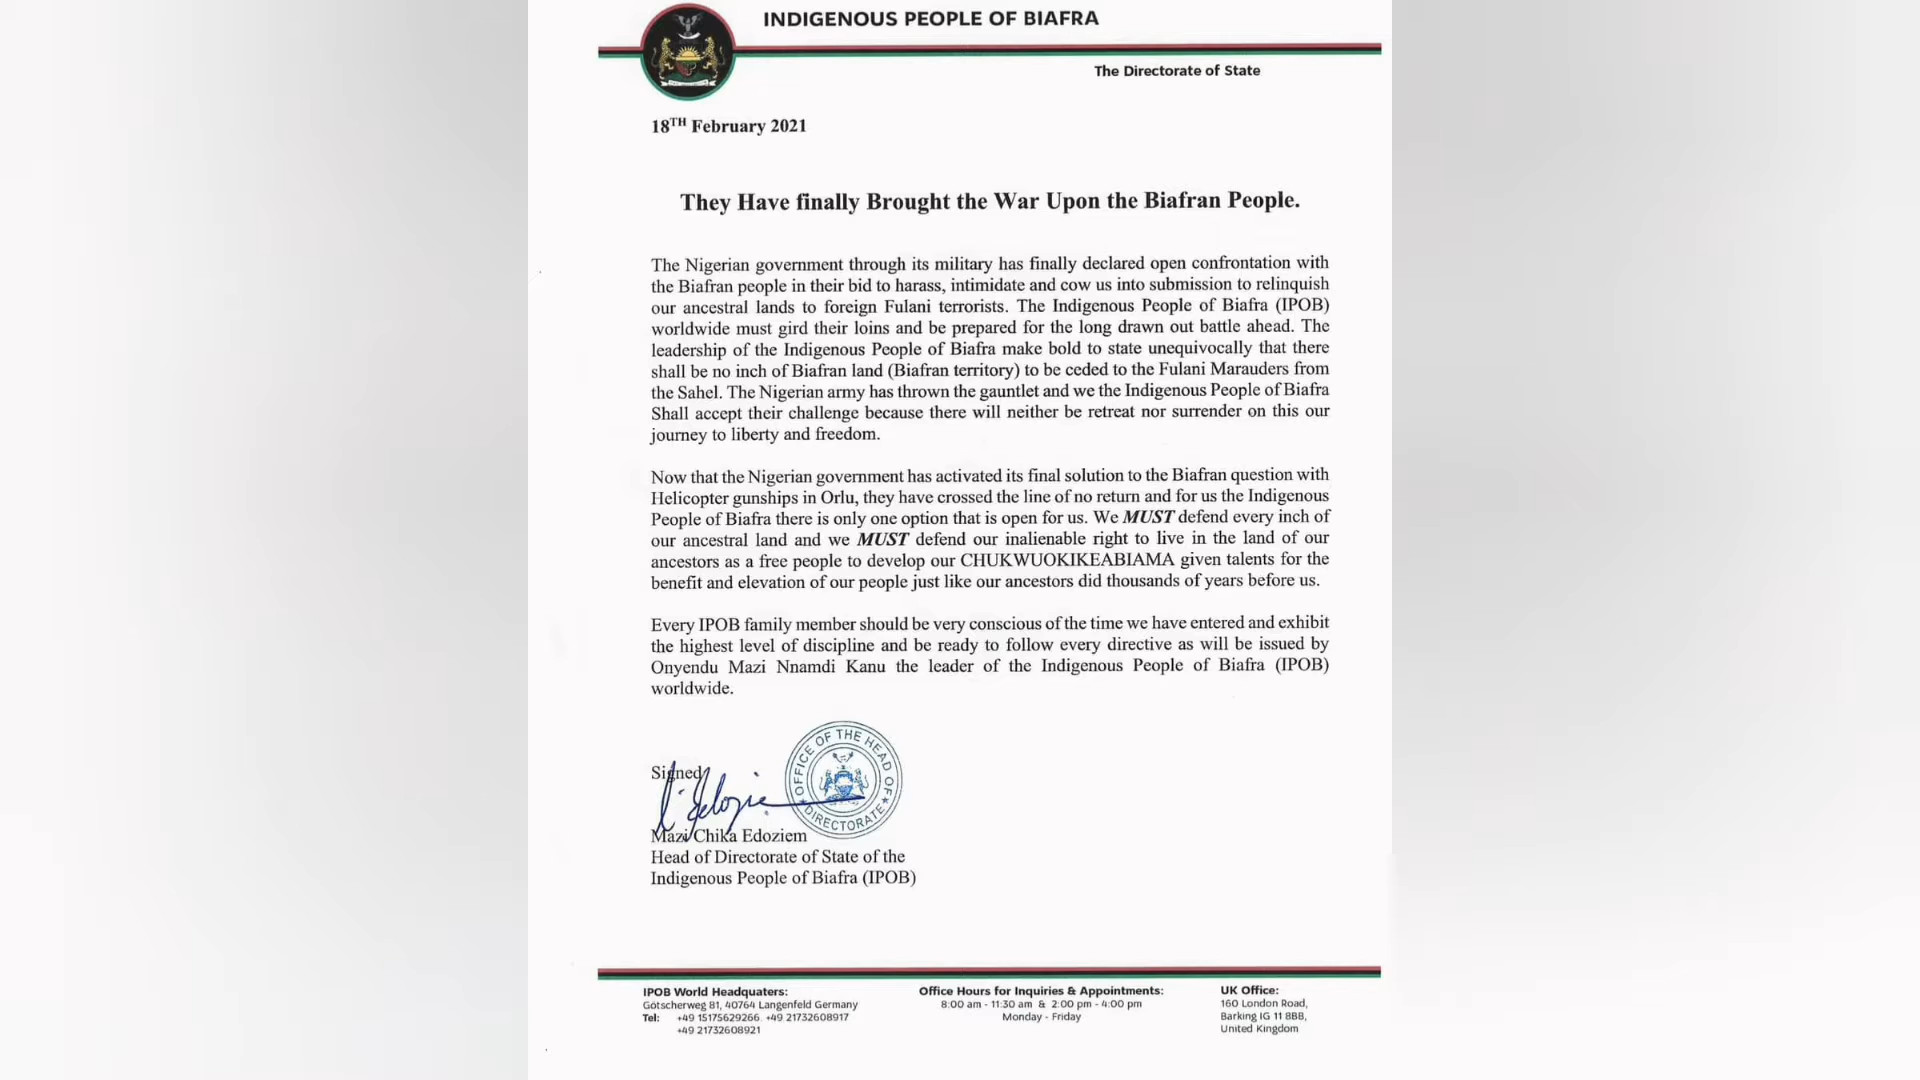 INDIGENOUS PEOPLE OF BIAFRA
The Directorate of State
18TH February 2021
They Have finally Brought the War Upon the Biafran People.
The Nigerian government through its military has finally declared open confrontation with
the Biafran people in their bid to harass, intimidate and cow us into submission to relinquish
our ancestral lands to foreign Fulani terrorists. The Indigenous People of Biafra (IPOB)
worldwide must gird their loins and be prepared for the long drawn out battle ahead. The
leadership of the Indigenous People of Biafra make bold to state unequivocally that there
shall be no inch of Biafran land (Biafran territory) to be ceded to the Fulani Marauders from
the Sahel. The Nigerian army has thrown the gauntlet and we the Indigenous People of Biafra
Shall accept their challenge because there will neither be retreat nor surrender on this our
journey to liberty and freedom.
Now that the Nigerian government has activated its final solution to the Biafran question with
Helicopter gunships in Orlu, they have crossed the line of no return and for us the Indigenous
People of Biafra there is only one option that is open for us. We MUST defend every inch of
our ancestral land and we MUST defend our inalienable right to live in the land of our
ancestors as a free people to develop our CHUKWUOKIKEABIAMA given talents for the
benefit and elevation of our people just like our ancestors did thousands of years before us.
Every IPOB family member should be very conscious of the time we have entered and exhibit
the highest level of discipline and be ready to follow every directive as will be issued by
Onyendu Mazi Nnamdi Kanu the leader of the Indigenous People of Biafra (IPOB)
worldwide.
OFFICE OF THE HEAD OF
DIRECTORATE
Signed
Mazi Chika Edoziem
Head of Directorate of State of the
Indigenous People of Biafra (IPOB)
IPOB World Headquaters:
Götscherweg 81, 40764 Langenfeld Germany
Tel: +49 15175629266 +49 21732608917
+49 21732608921
Office Hours for Inquiries & Appointments:
8:00 am - 11:30 am & 2:00 pm - 4:00 pm
Monday - Friday
UK Office:
160 London Road,
Barking IG 11 8BB,
United Kingdom